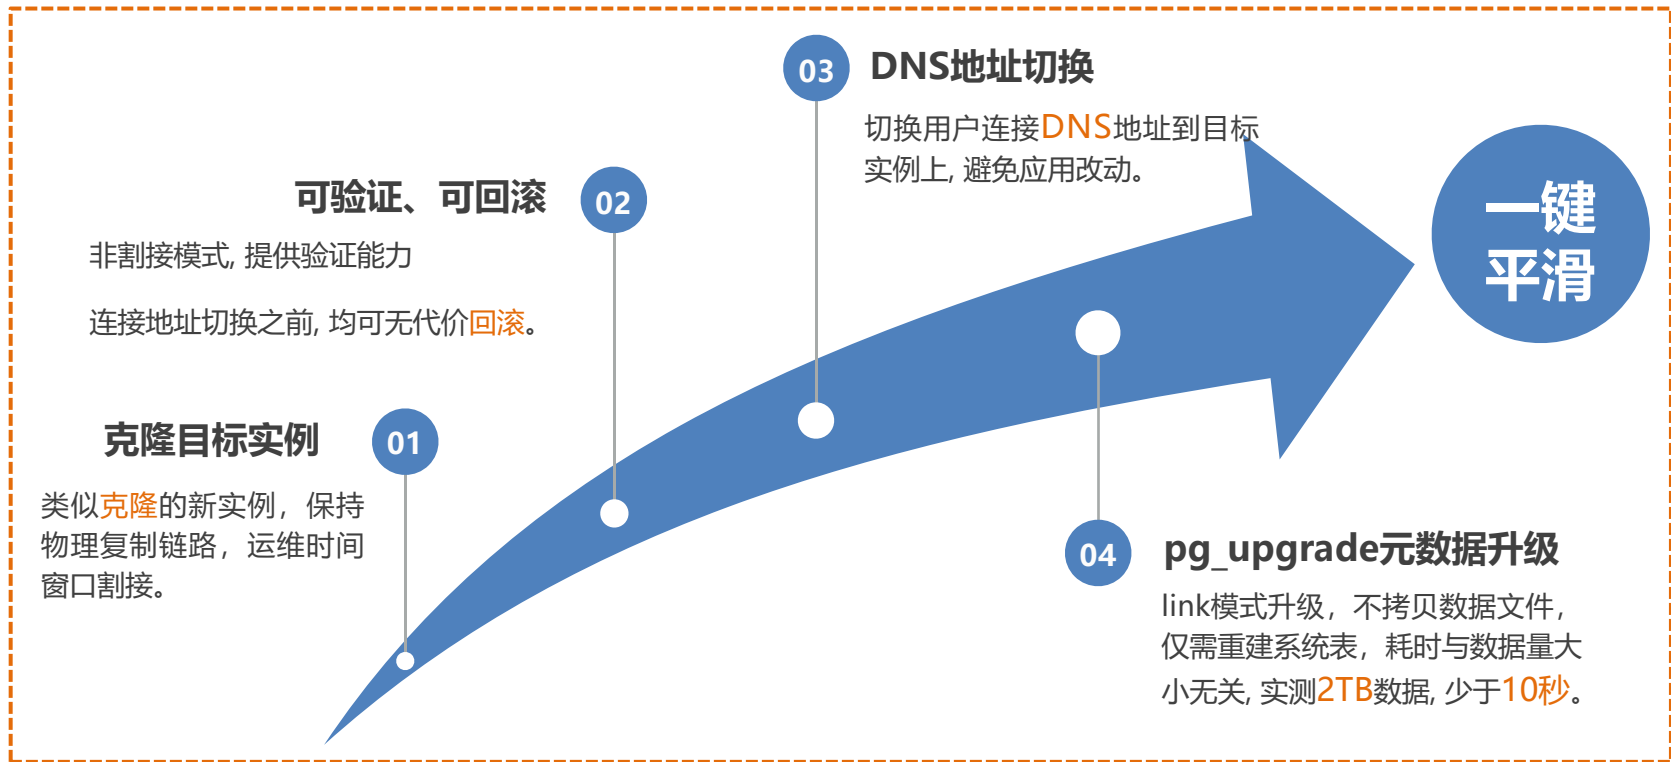 01
克隆目标实例
类似克隆的新实例，保持
物理复制链路，运维时间
窗口割接。
02
可验证、可回滚
非割接模式, 提供验证能力
连接地址切换之前, 均可无代价回滚。
03
DNS地址切换
切换用户连接DNS地址到目标
实例上, 避免应用改动。
04
pg_upgrade元数据升级
link模式升级，不拷贝数据文件，
仅需重建系统表，耗时与数据量大
小无关, 实测2TB数据, 少于10秒。
一键
平滑